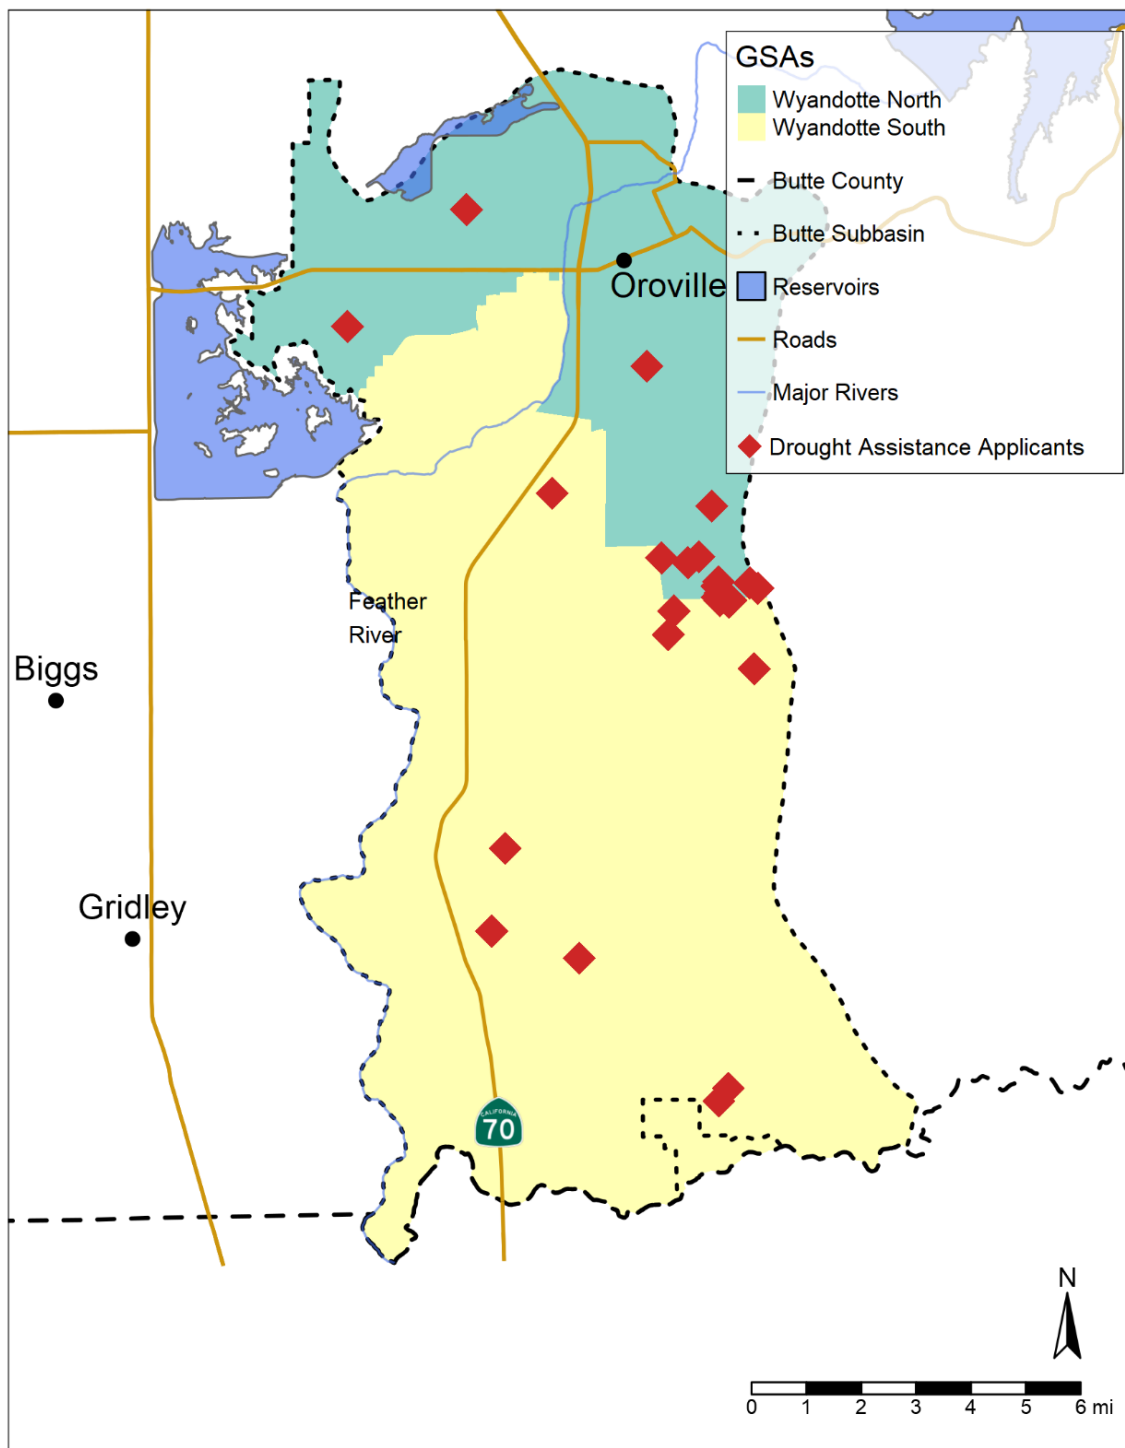 GSAs
Wyandotte North
Wyandotte South
Butte County
Butte Subbasin
Reservoirs
Roads
Major Rivers
Drought Assistance Applicants
Oroville
Feather
River
Biggs
Gridley
CALIFORNIA
70
N
0 1 2 3 4 5 6 mi